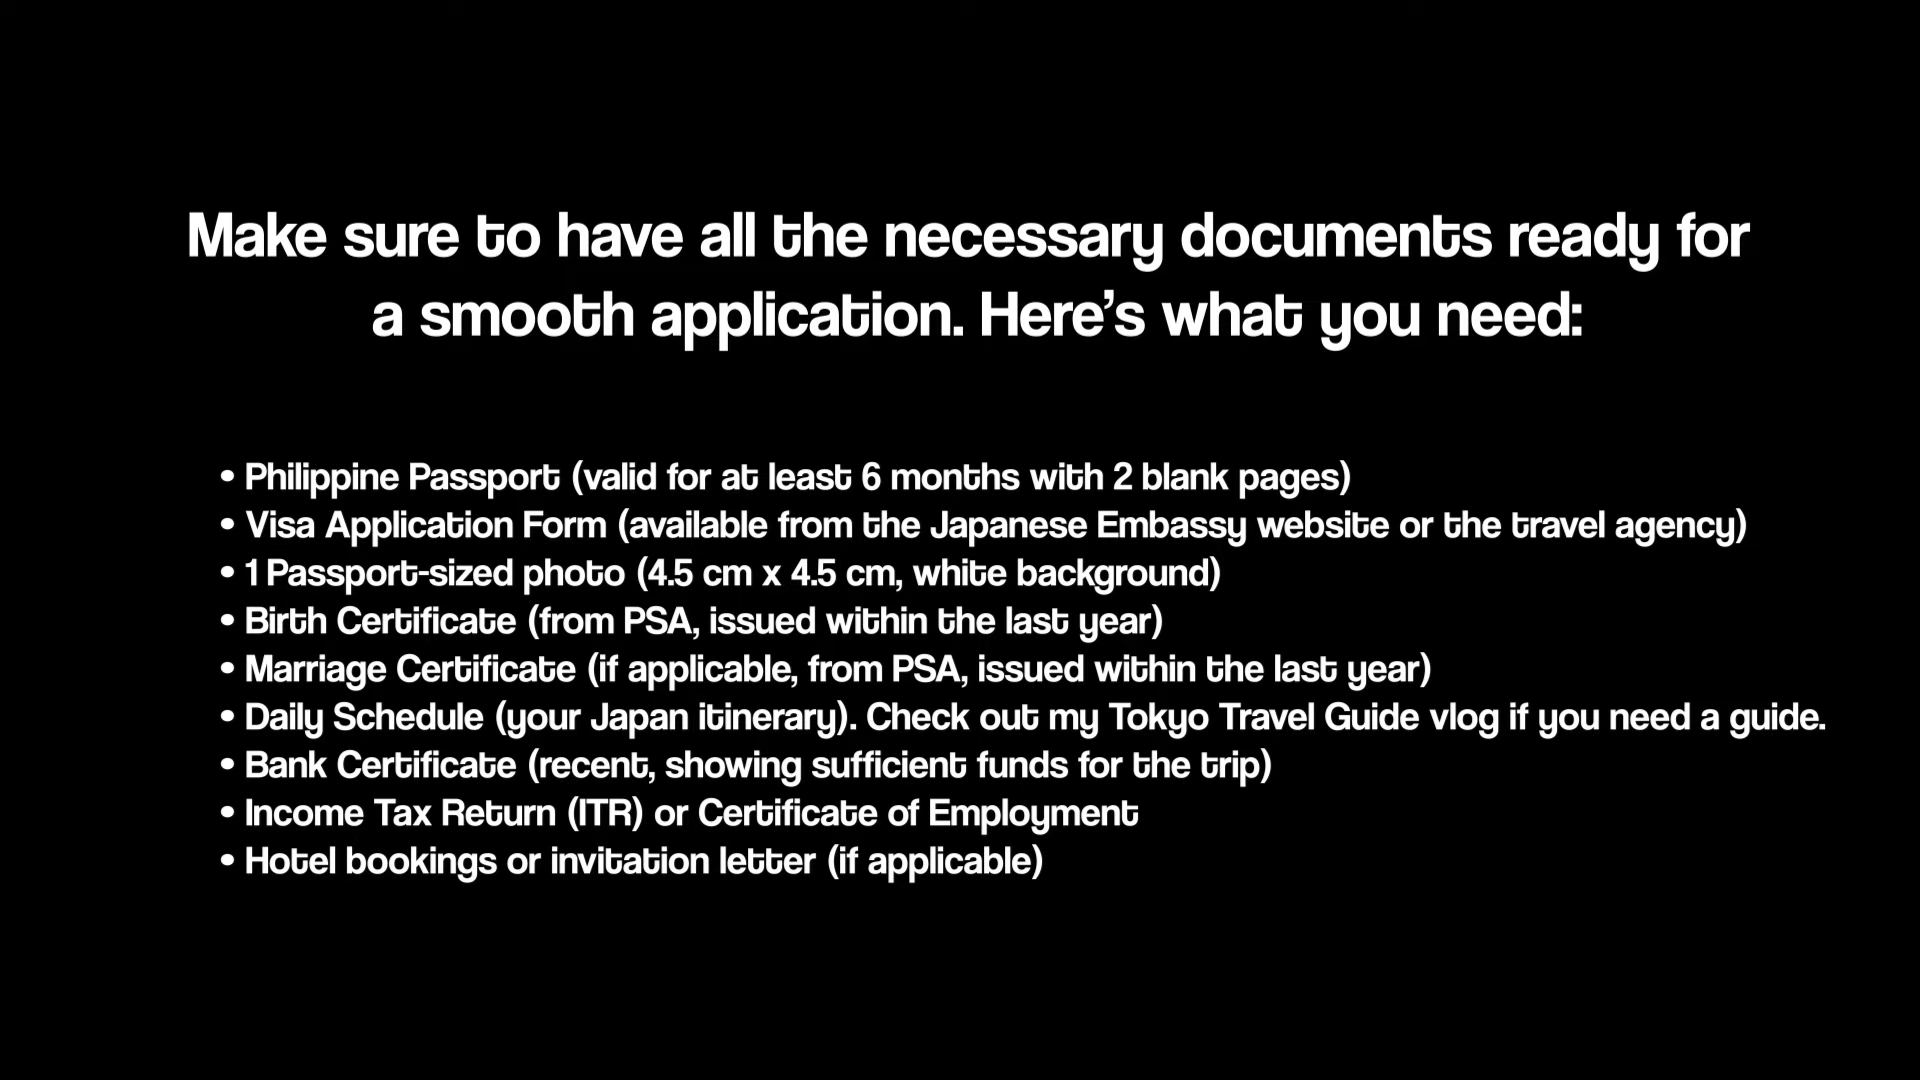 Make sure to have all the necessary documents ready for
a smooth application. Here’s what you need:
• Philippine Passport (valid for at least 6 months with 2 blank pages)
• Visa Application Form (available from the Japanese Embassy website or the travel agency)
• 1 Passport-sized photo (4.5 cm x 4.5 cm, white background)
• Birth Certificate (from PSA, issued within the last year)
• Marriage Certificate (if applicable, from PSA, issued within the last year)
• Daily Schedule (your Japan itinerary). Check out my Tokyo Travel Guide vlog if you need a guide.
• Bank Certificate (recent, showing sufficient funds for the trip)
• Income Tax Return (ITR) or Certificate of Employment
• Hotel bookings or invitation letter (if applicable)